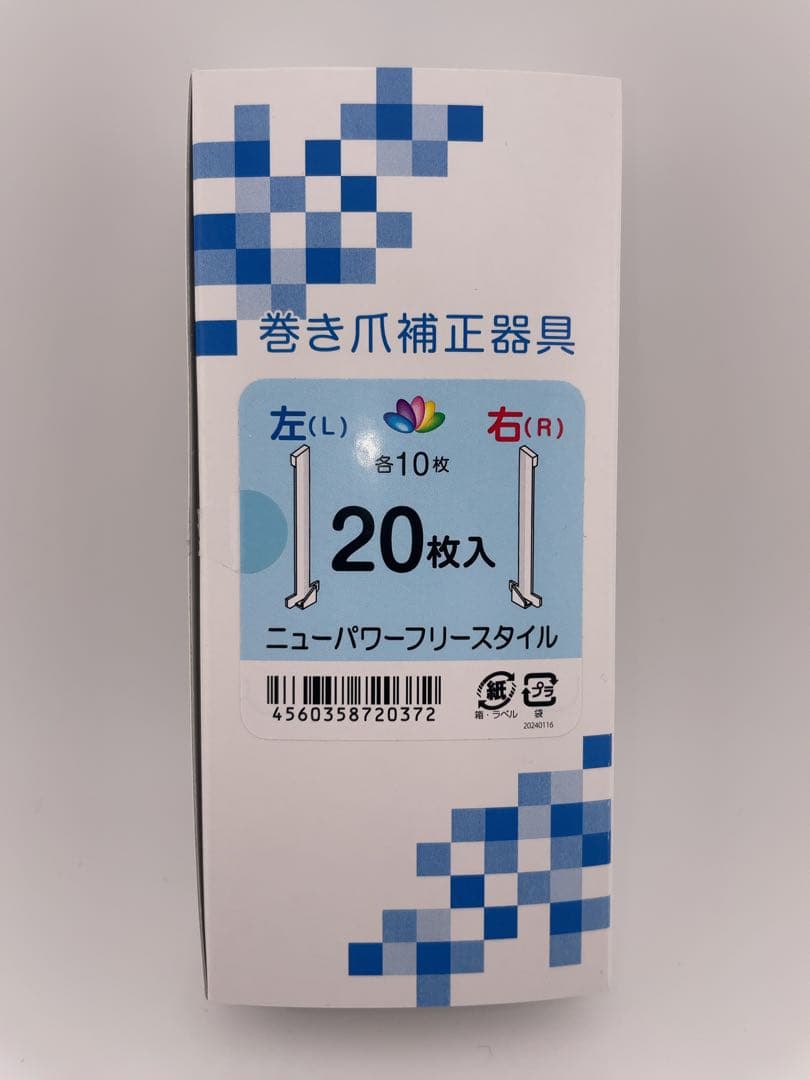 巻き爪補正器具
左(L) 右(R)
各10枚
20枚入
ニューパワーフリースタイル
4560358720372
紙 プラ
箱・ラベル 袋
20240116